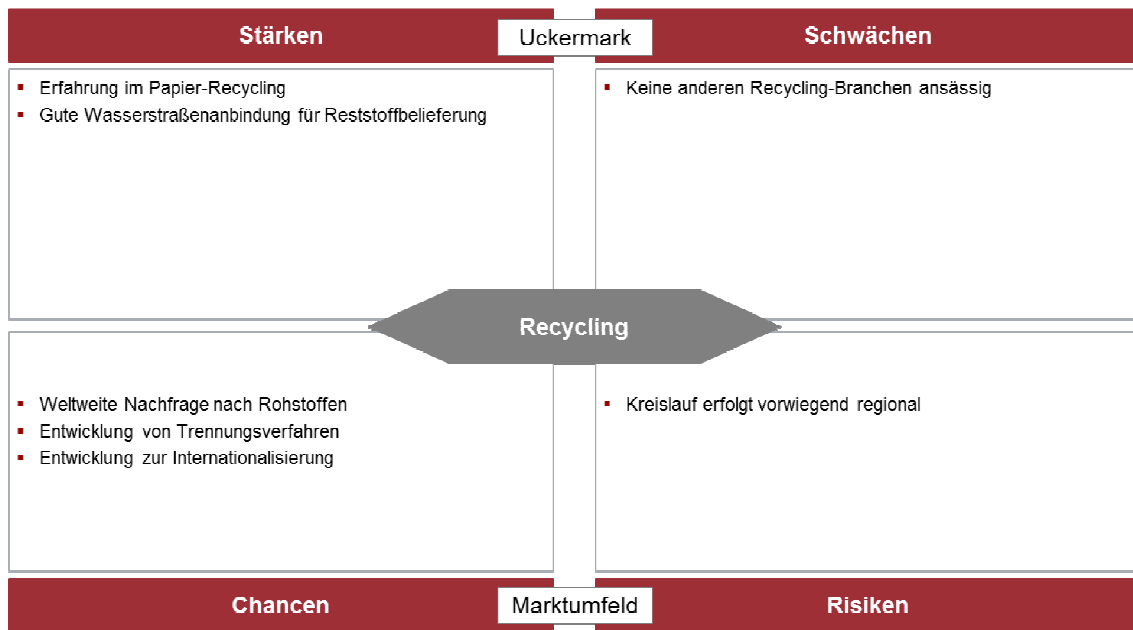 Stärken
Uckermark
Schwächen
Erfahrung im Papier-Recycling
Gute Wasserstraßenanbindung für Reststoffbelieferung
Keine anderen Recycling-Branchen ansässig
Recycling
Weltweite Nachfrage nach Rohstoffen
Entwicklung von Trennungsverfahren
Entwicklung zur Internationalisierung
Kreislauf erfolgt vorwiegend regional
Chancen
Marktumfeld
Risiken